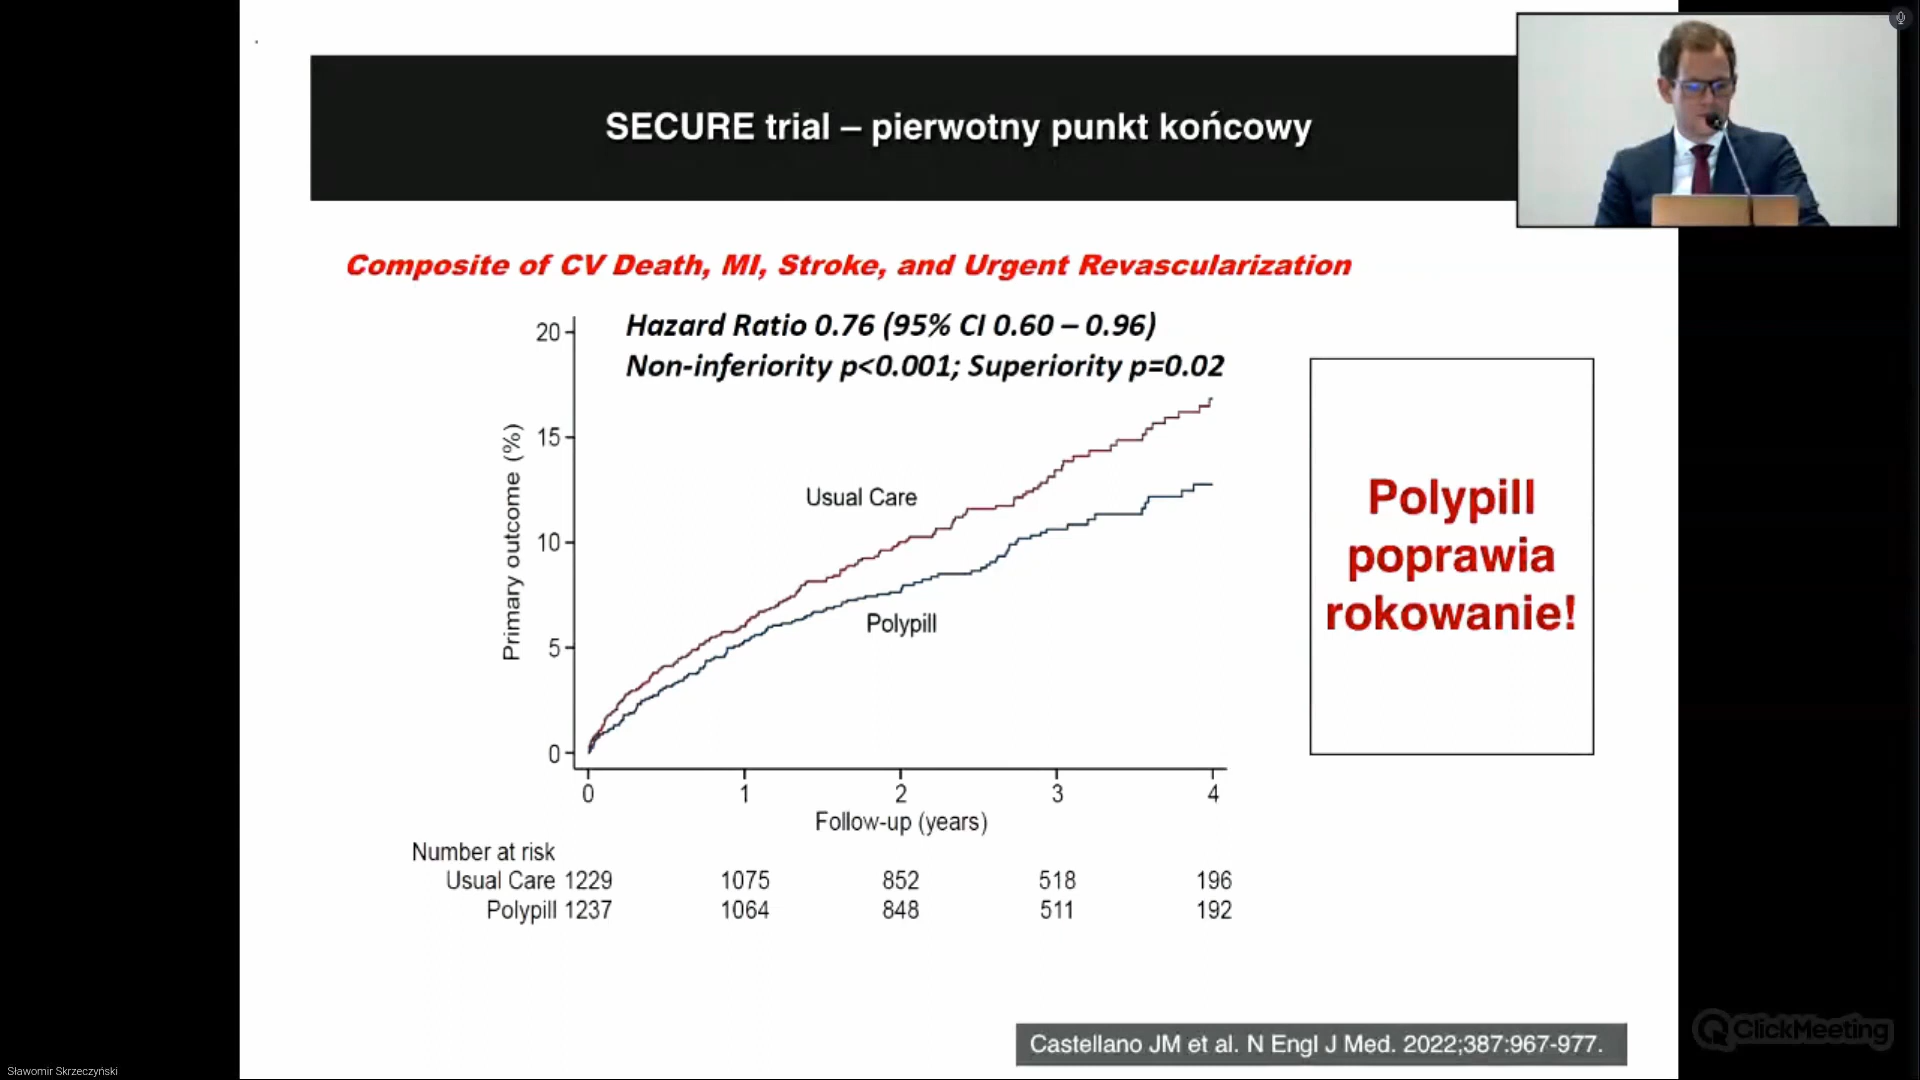 SECURE trial – pierwotny punkt końcowy
Composite of CV Death, MI, Stroke, and Urgent Revascularization
Hazard Ratio 0.76 (95% CI 0.60 – 0.96)
Non-inferiority p<0.001; Superiority p=0.02
Primary outcome (%)
20
15
10
5
0
Usual Care
Polypill
0 1 2 3 4
Follow-up (years)
Number at risk
Usual Care 1229 1075 852 518 196
Polypill 1237 1064 848 511 192
Polypill
poprawia
rokowanie!
Castellano JM et al. N Engl J Med. 2022;387:967-977.
ClickMeeting
Sławomir Skrzeczyński